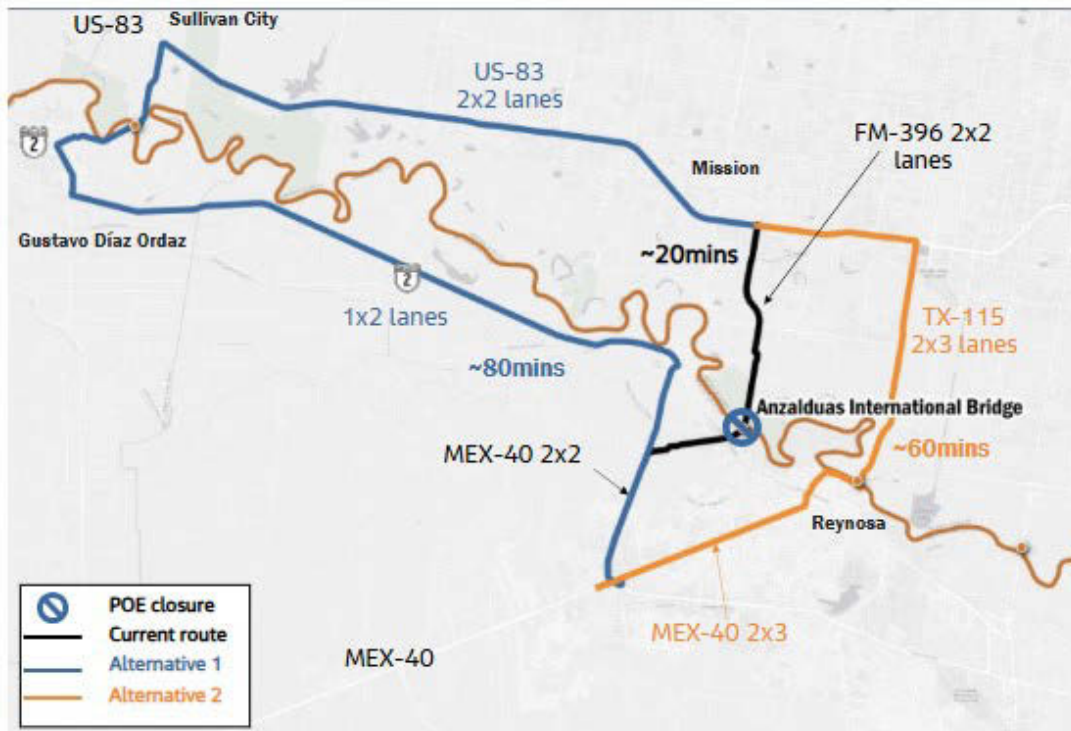 US-83
Sullivan City
US-83
2x2 lanes
FM-396 2x2
lanes
2
Mission
Gustavo Díaz Ordaz
~20mins
2
1x2 lanes
TX-115
2x3 lanes
~80mins
Anzalduas International Bridge
MEX-40 2x2
~60mins
Reynosa
POE closure
Current route
Alternative 1
Alternative 2
MEX-40 2x3
MEX-40